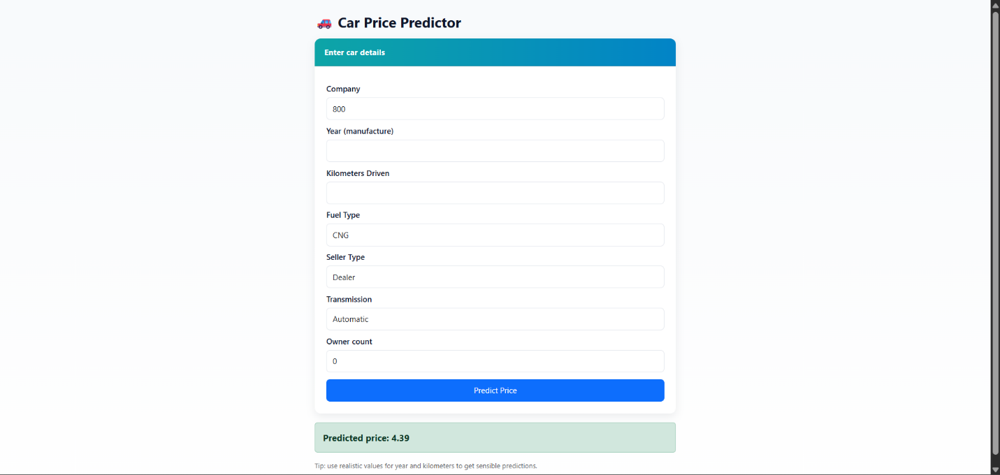 Car Price Predictor
Enter car details
Company
800
Year (manufacture)
Kilometers Driven
Fuel Type
CNG
Seller Type
Dealer
Transmission
Automatic
Owner count
0
Predict Price
Predicted price: 4.39
Tip: use realistic values for year and kilometers to get sensible predictions.